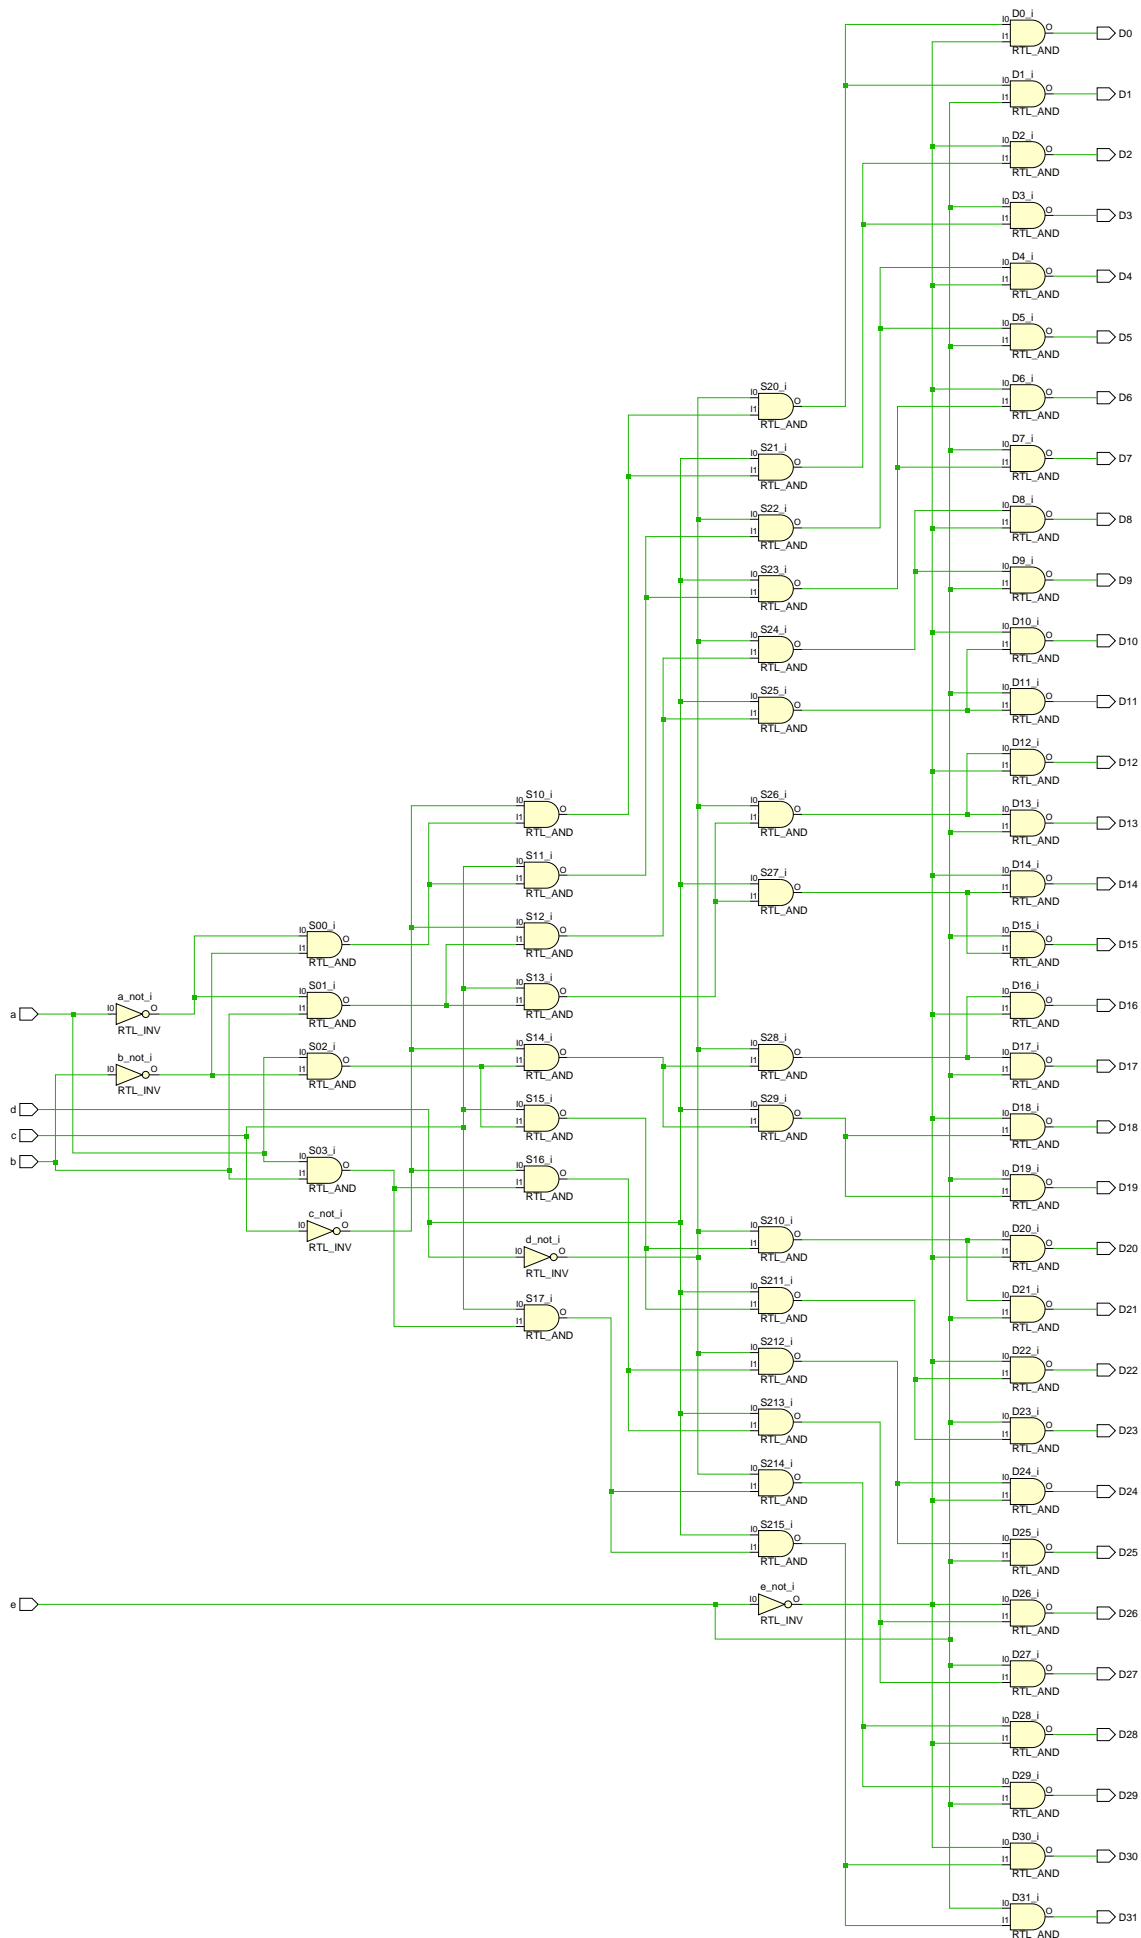 a
d
c
b
e
a_not_i
I0 O
RTL_INV
b_not_i
I0 O
RTL_INV
S00_i
I0 O
I1
RTL_AND
S01_i
I0 O
I1
RTL_AND
S02_i
I0 O
I1
RTL_AND
S03_i
I0 O
I1
RTL_AND
c_not_i
I0 O
RTL_INV
S10_i
I0 O
I1
RTL_AND
S11_i
I0 O
I1
RTL_AND
S12_i
I0 O
I1
RTL_AND
S13_i
I0 O
I1
RTL_AND
S14_i
I0 O
I1
RTL_AND
S15_i
I0 O
I1
RTL_AND
S16_i
I0 O
I1
RTL_AND
d_not_i
I0 O
RTL_INV
S17_i
I0 O
I1
RTL_AND
S20_i
I0 O
I1
RTL_AND
S21_i
I0 O
I1
RTL_AND
S22_i
I0 O
I1
RTL_AND
S23_i
I0 O
I1
RTL_AND
S24_i
I0 O
I1
RTL_AND
S25_i
I0 O
I1
RTL_AND
S26_i
I0 O
I1
RTL_AND
S27_i
I0 O
I1
RTL_AND
S28_i
I0 O
I1
RTL_AND
S29_i
I0 O
I1
RTL_AND
S210_i
I0 O
I1
RTL_AND
S211_i
I0 O
I1
RTL_AND
S212_i
I0 O
I1
RTL_AND
S213_i
I0 O
I1
RTL_AND
S214_i
I0 O
I1
RTL_AND
S215_i
I0 O
I1
RTL_AND
e_not_i
I0 O
RTL_INV
D0_i
I0 O D0
I1
RTL_AND
D1_i
I0 O D1
I1
RTL_AND
D2_i
I0 O D2
I1
RTL_AND
D3_i
I0 O D3
I1
RTL_AND
D4_i
I0 O D4
I1
RTL_AND
D5_i
I0 O D5
I1
RTL_AND
D6_i
I0 O D6
I1
RTL_AND
D7_i
I0 O D7
I1
RTL_AND
D8_i
I0 O D8
I1
RTL_AND
D9_i
I0 O D9
I1
RTL_AND
D10_i
I0 O D10
I1
RTL_AND
D11_i
I0 O D11
I1
RTL_AND
D12_i
I0 O D12
I1
RTL_AND
D13_i
I0 O D13
I1
RTL_AND
D14_i
I0 O D14
I1
RTL_AND
D15_i
I0 O D15
I1
RTL_AND
D16_i
I0 O D16
I1
RTL_AND
D17_i
I0 O D17
I1
RTL_AND
D18_i
I0 O D18
I1
RTL_AND
D19_i
I0 O D19
I1
RTL_AND
D20_i
I0 O D20
I1
RTL_AND
D21_i
I0 O D21
I1
RTL_AND
D22_i
I0 O D22
I1
RTL_AND
D23_i
I0 O D23
I1
RTL_AND
D24_i
I0 O D24
I1
RTL_AND
D25_i
I0 O D25
I1
RTL_AND
D26_i
I0 O D26
I1
RTL_AND
D27_i
I0 O D27
I1
RTL_AND
D28_i
I0 O D28
I1
RTL_AND
D29_i
I0 O D29
I1
RTL_AND
D30_i
I0 O D30
I1
RTL_AND
D31_i
I0 O D31
I1
RTL_AND